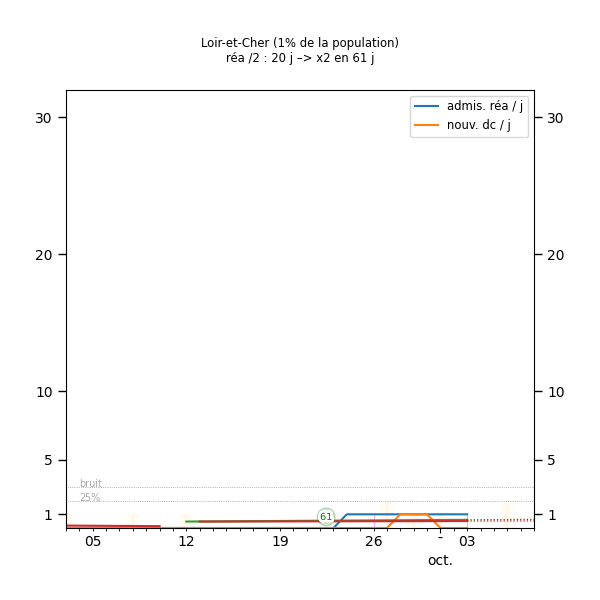 Loir-et-Cher (1% de la population)
réa /2 : 20 j –> x2 en 61 j
admis. réa / j
nouv. dc / j
30 30
20 20
10 10
5 5
bruit
25%
1 61 1
05 12 19 26 - 03
oct.